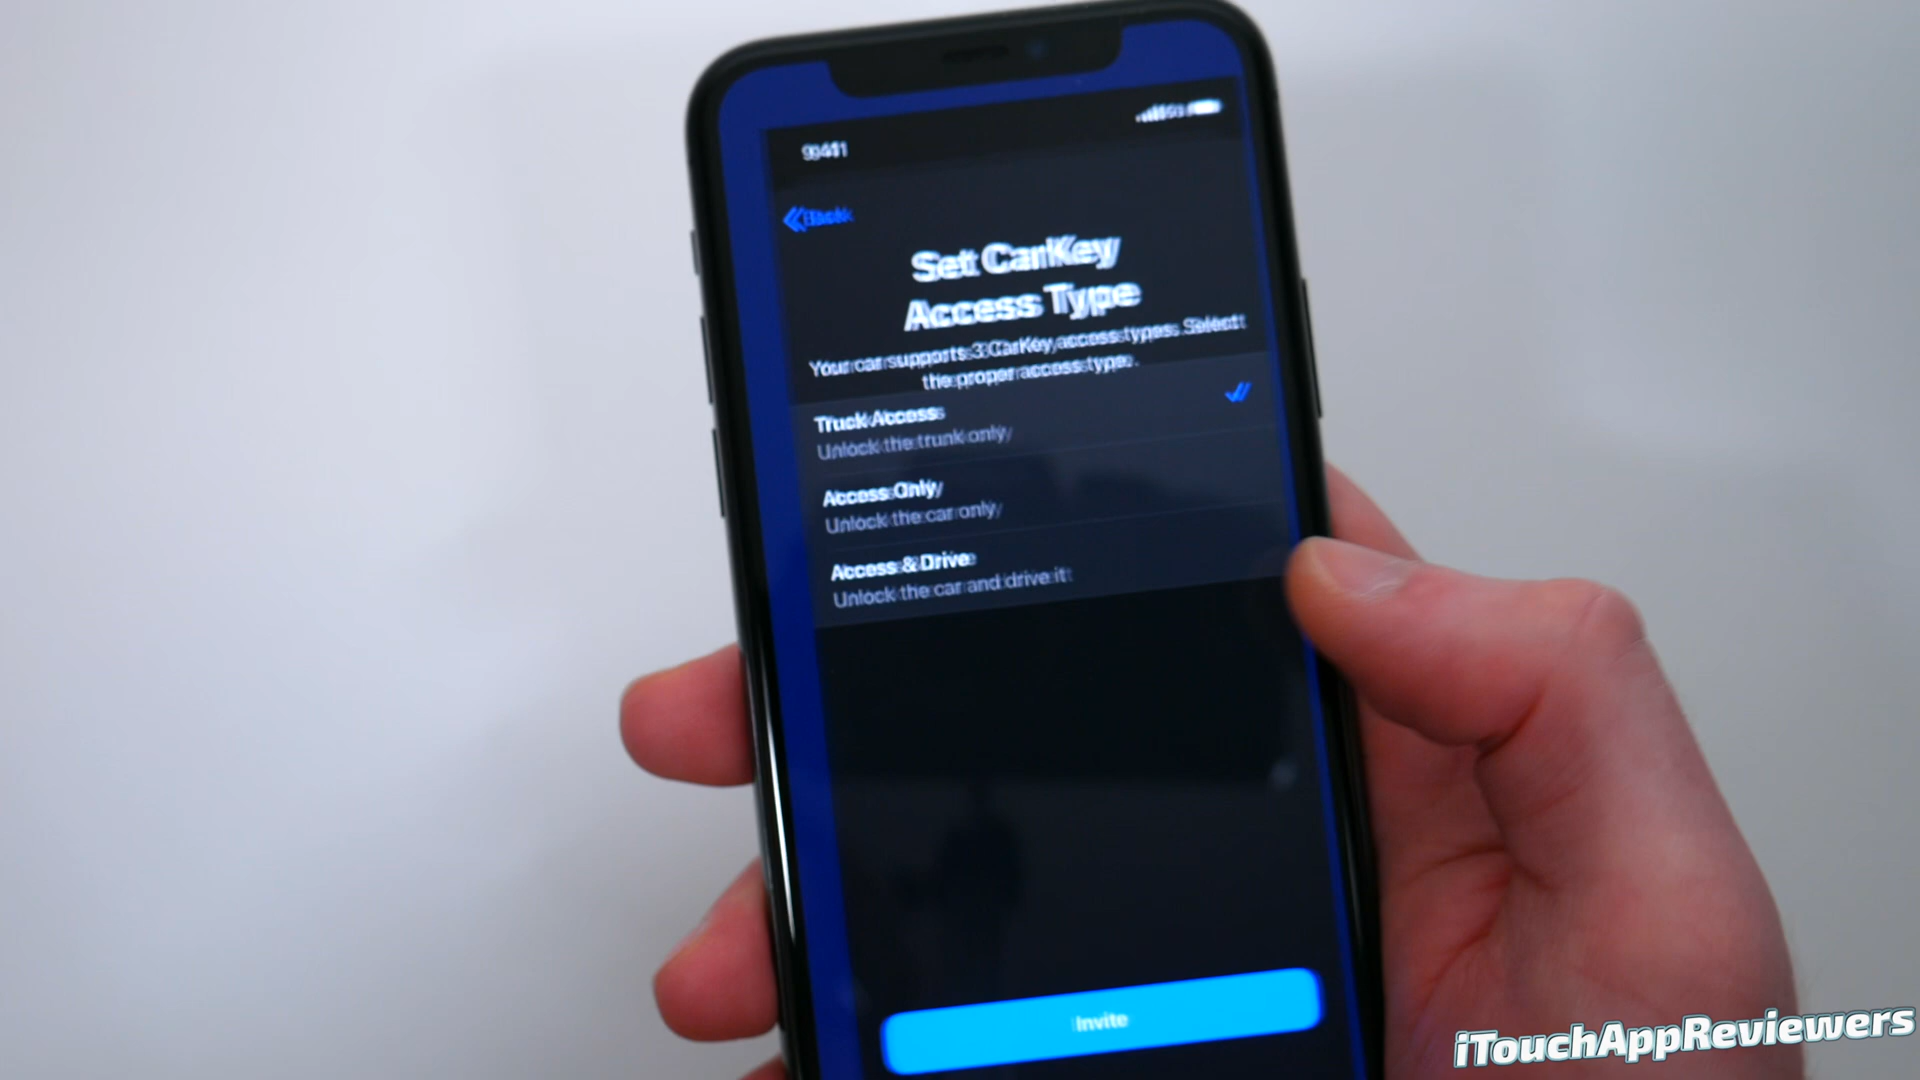 9:41
Back
Set CarKey
Access Type
Your car supports 3 CarKey access types. Select
the proper access type.
Truck Access
Unlock the trunk only
Access Only
Unlock the car only
Access & Drive
Unlock the car and drive it
Invite
iTouchAppReviewers